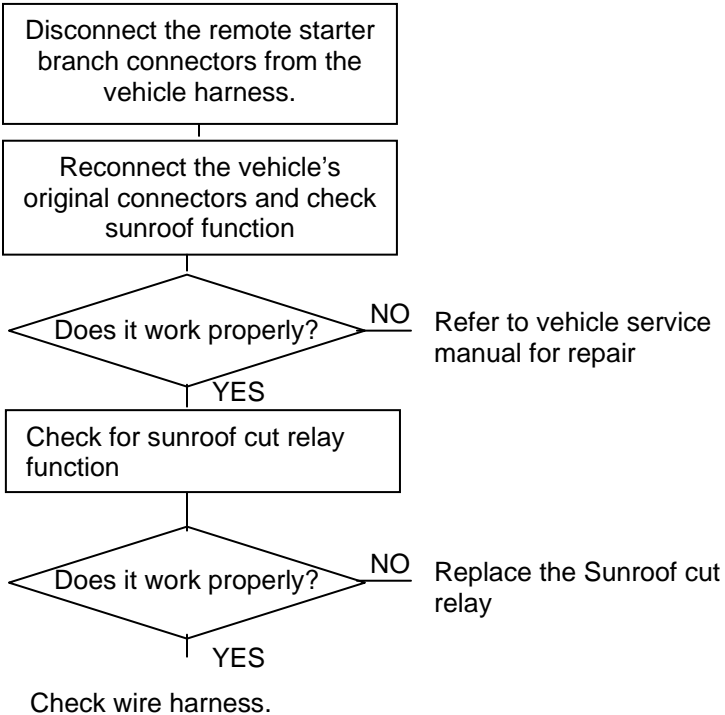 Disconnect the remote starter
branch connectors from the
vehicle harness.
Reconnect the vehicle's
original connectors and check
sunroof function
Does it work properly?
NO
Refer to vehicle service
manual for repair
YES
Check for sunroof cut relay
function
Does it work properly?
NO
Replace the Sunroof cut
relay
YES
Check wire harness.